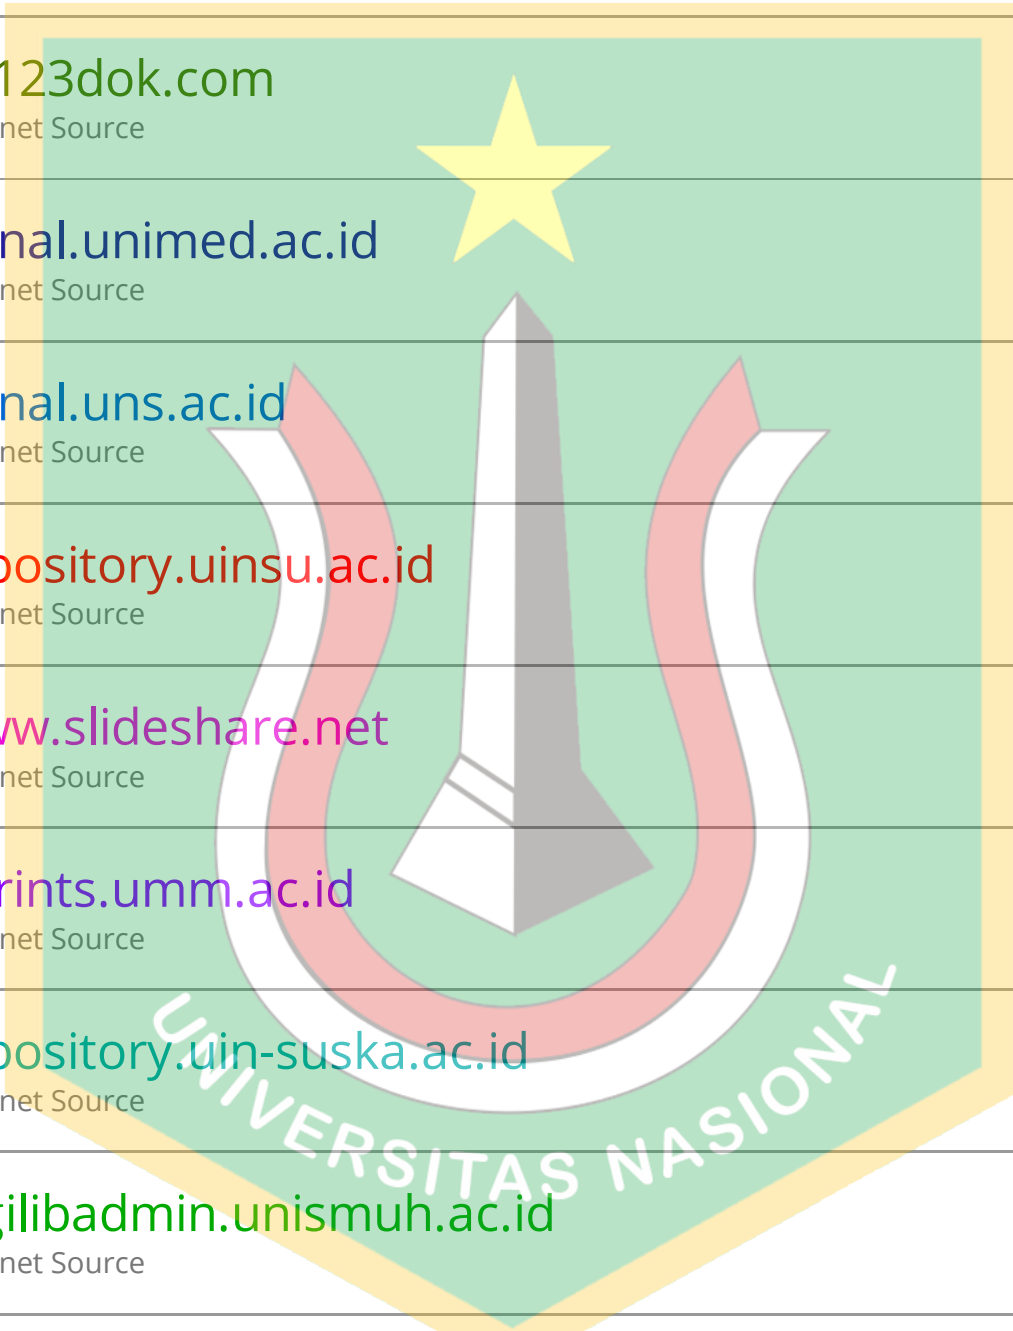 123dok.com
net Source
nal.unimed.ac.id
net Source
nal.uns.ac.id
net Source
pository.uinsu.ac.id
net Source
ww.slideshare.net
net Source
rints.umm.ac.id
net Source
pository.uin-suska.ac.id
net Source
gilibadmin.unismuh.ac.id
net Source
UNIVERSITAS NASIONAL